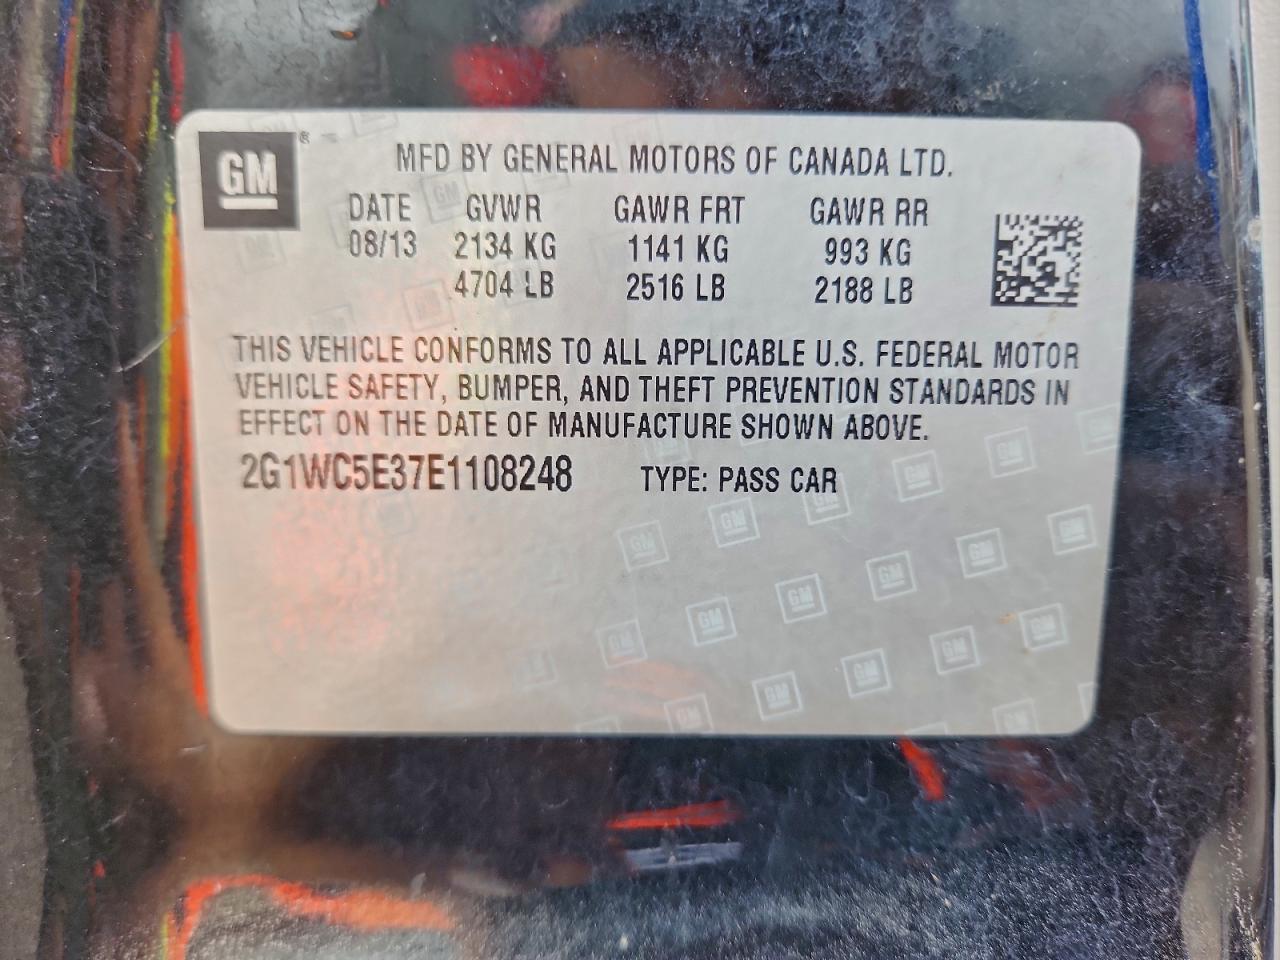 GM ® MFD BY GENERAL MOTORS OF CANADA LTD.
DATE GVWR GAWR FRT GAWR RR
08/13 2134 KG 1141 KG 993 KG
4704 LB 2516 LB 2188 LB
THIS VEHICLE CONFORMS TO ALL APPLICABLE U.S. FEDERAL MOTOR
VEHICLE SAFETY, BUMPER, AND THEFT PREVENTION STANDARDS IN
EFFECT ON THE DATE OF MANUFACTURE SHOWN ABOVE.
2G1WC5E37E1108248 TYPE: PASS CAR